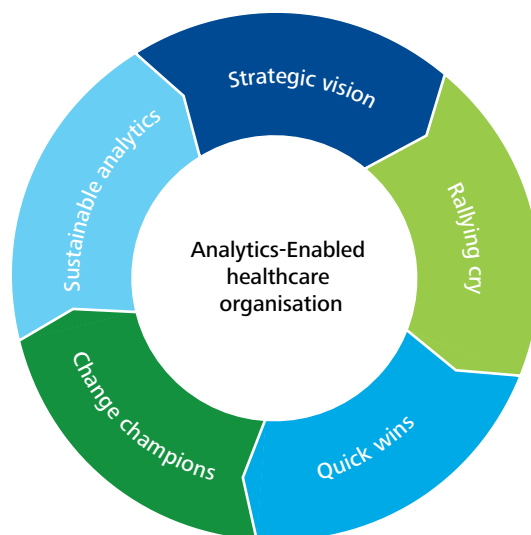 Strategic vision
Rallying cry
Quick wins
Change champions
Sustainable analytics
Analytics-Enabled
healthcare
organisation